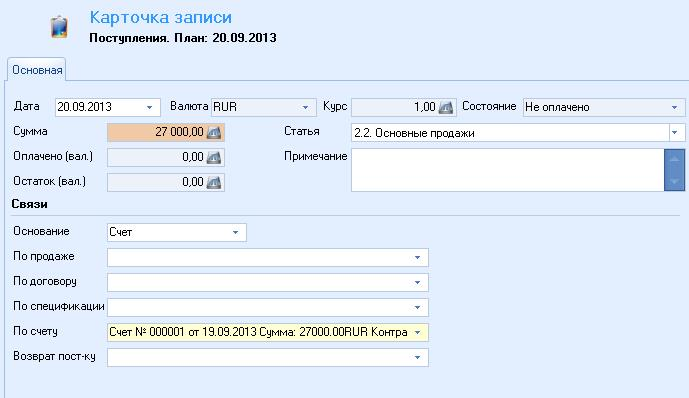 Карточка записи
Поступления. План: 20.09.2013
Основная
Дата 20.09.2013 Валюта RUR Курс 1,00 Состояние Не оплачено
Сумма 27 000,00 Статья 2.2. Основные продажи
Оплачено (вал.) 0,00 Примечание
Остаток (вал.) 0,00
Связи
Основание Счет
По продаже
По договору
По спецификации
По счету Счет № 000001 от 19.09.2013 Сумма: 27000.00RUR Контра
Возврат пост-ку